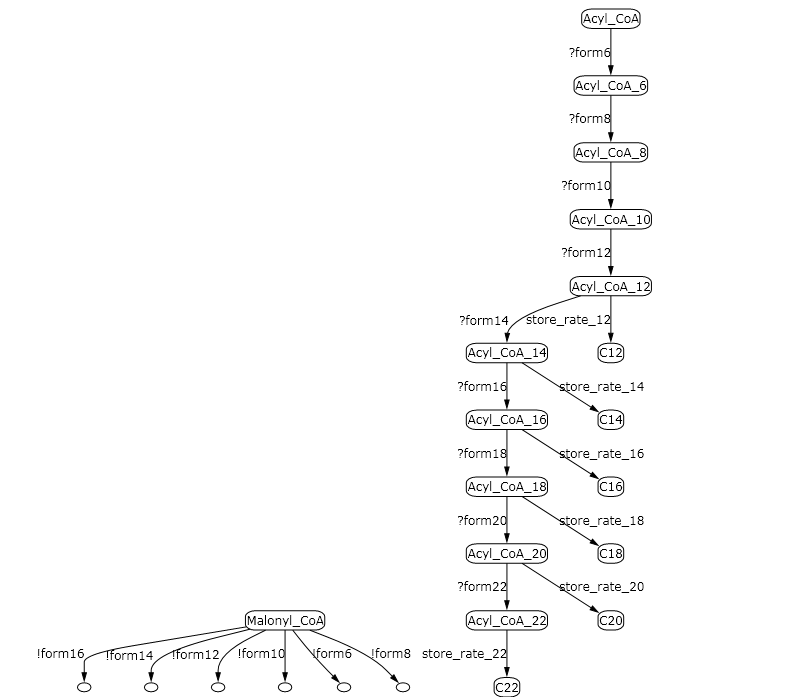 Acyl_CoA
?form6
Acyl_CoA_6
?form8
Acyl_CoA_8
?form10
Acyl_CoA_10
?form12
Acyl_CoA_12
?form14
store_rate_12
Acyl_CoA_14
C12
?form16
store_rate_14
Acyl_CoA_16
C14
?form18
store_rate_16
Acyl_CoA_18
C16
?form20
store_rate_18
Acyl_CoA_20
C18
?form22
store_rate_20
Malonyl_CoA
Acyl_CoA_22
C20
!form16
!form14
!form12
!form10
!form6
!form8
store_rate_22
C22